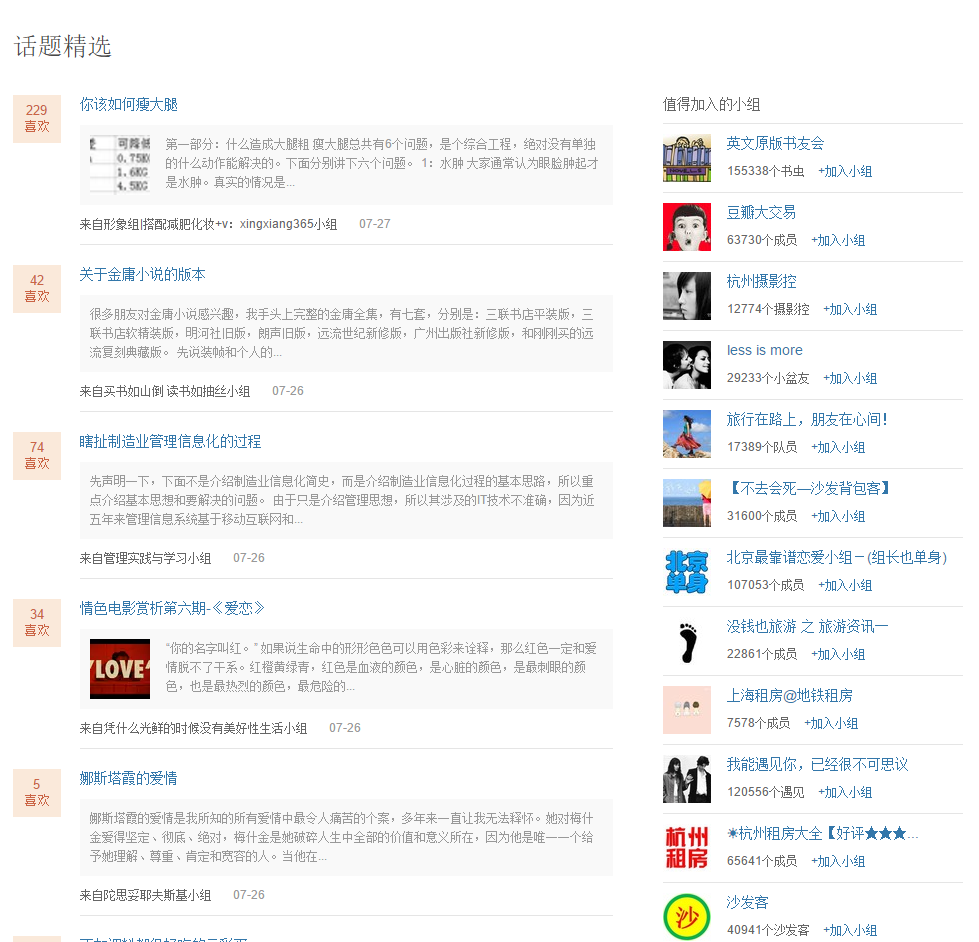 话题精选
229
喜欢
你该如何瘦大腿
可降低
0.75KG
1.6KG
4.5KG
第一部分：什么造成大腿粗 瘦大腿总共有6个问题，是个综合工程，绝对没有单独
的什么动作能解决的。下面分别讲下六个问题。 1：水肿 大家通常认为眼脸肿起才
是水肿。真实的情况是...
来自形象组|搭配减肥化妆+v：xingxiang365小组 07-27
42
喜欢
关于金庸小说的版本
很多朋友对金庸小说感兴趣，我手头上完整的金庸全集，有七套，分别是：三联书店平装版，三
联书店软精装版，明河社旧版，朗声旧版，远流世纪新修版，广州出版社新修版，和刚刚买的远
流复刻典藏版。 先说装帧和个人的...
来自买书如山倒 读书如抽丝小组 07-26
74
喜欢
瞎扯制造业管理信息化的过程
先声明一下，下面不是介绍制造业信息化简史，而是介绍制造业信息化过程的基本思路，所以重
点介绍基本思想和要解决的问题。 由于只是介绍管理思想，所以其涉及的IT技术不准确，因为近
五年来管理信息系统基于移动互联网和...
来自管理实践与学习小组 07-26
34
喜欢
情色电影赏析第六期-《爱恋》
LOVE
“你的名字叫红。” 如果说生命中的形形色色可以用色彩来诠释，那么红色一定和爱
情脱不了干系。红橙黄绿青，红色是血液的颜色，是心脏的颜色，是最刺眼的颜
色，也是最热烈的颜色，最危险的...
来自凭什么光鲜的时候没有美好性生活小组 07-26
5
喜欢
娜斯塔霞的爱情
娜斯塔霞的爱情是我所知的所有爱情中最令人痛苦的个案，多年来一直让我无法释怀。她对梅什
金爱得坚定、彻底、绝对，梅什金是她破碎人生中全部的价值和意义所在，因为他是唯一一个给
予她理解、尊重、肯定和宽容的人。当他在...
来自陀思妥耶夫斯基小组 07-26
值得加入的小组
英文原版书友会
155338个书虫 +加入小组
豆瓣大交易
63730个成员 +加入小组
杭州摄影控
12774个摄影控 +加入小组
less is more
29233个小盆友 +加入小组
旅行在路上，朋友在心间！
17389个队员 +加入小组
【不去会死—沙发背包客】
31600个成员 +加入小组
北京
单身
北京最靠谱恋爱小组－(组长也单身)
107053个成员 +加入小组
没钱也旅游 之 旅游资讯一
22861个成员 +加入小组
上海租房@地铁租房
7578个成员 +加入小组
我能遇见你，已经很不可思议
120556个遇见 +加入小组
杭州
租房
☀杭州租房大全【好评★★★...
65641个成员 +加入小组
沙
沙发客
40941个沙发客 +加入小组